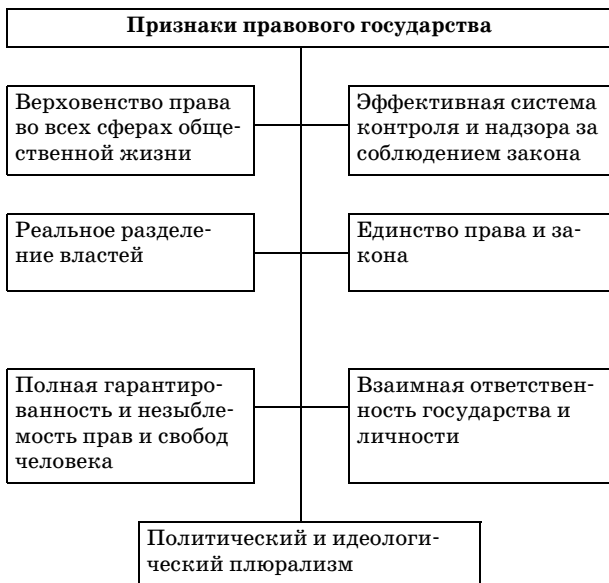 Признаки правового государства
Верховенство права
во всех сферах обще-
ственной жизни
Эффективная система
контроля и надзора за
соблюдением закона
Реальное разделе-
ние властей
Единство права и за-
кона
Полная гарантиро-
ванность и незыбле-
мость прав и свобод
человека
Взаимная ответствен-
ность государства и
личности
Политический и идеологи-
ческий плюрализм